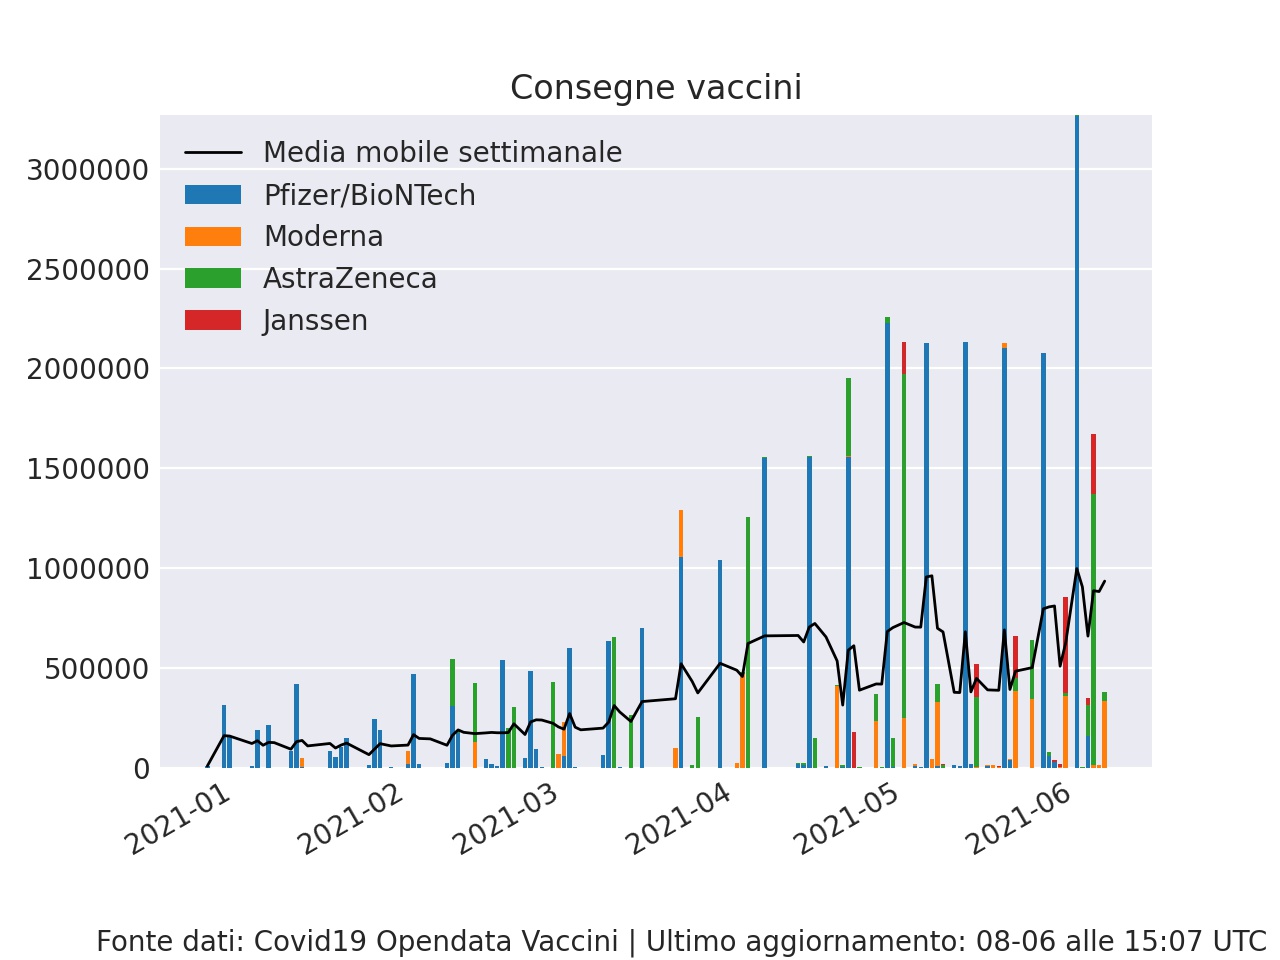 Consegne vaccini
Media mobile settimanale
Pfizer/BioNTech
Moderna
AstraZeneca
Janssen
3000000
2500000
2000000
1500000
1000000
500000
0
2021-01
2021-02
2021-03
2021-04
2021-05
2021-06
Fonte dati: Covid19 Opendata Vaccini | Ultimo aggiornamento: 08-06 alle 15:07 UTC